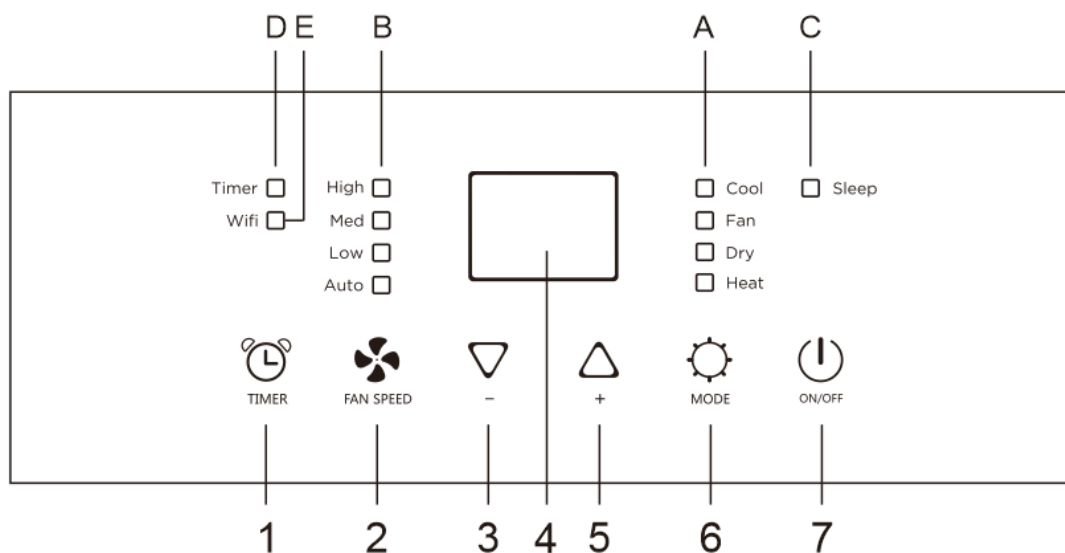 D E B A C
Timer High Cool Sleep
Wifi Med Fan
Low Dry
Auto Heat
TIMER FAN SPEED - + MODE ON/OFF
1 2 3 4 5 6 7